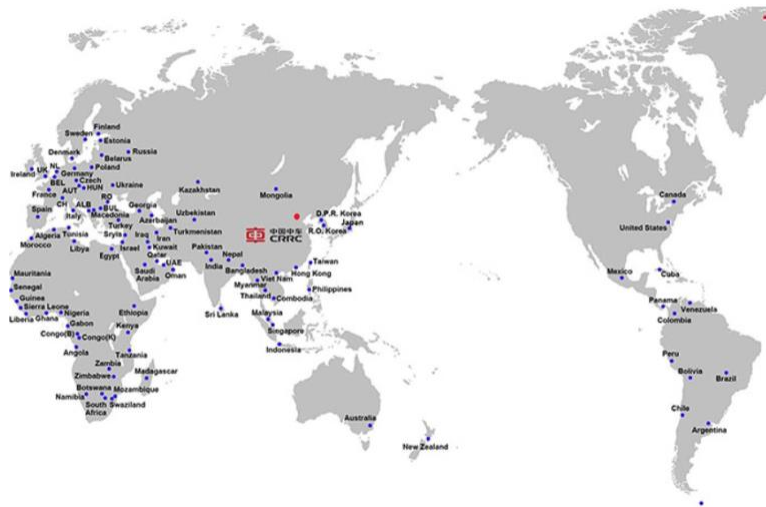 Finland
Sweden
Estonia
Denmark
Russia
Belarus
NL
UK
Poland
Ireland
Germany
Czech
BEL
AUT
HUN
Ukraine
Kazakhstan
Mongolia
France
RO
CH
ALB
BUL
Georgia
Uzbekistan
D.P.R. Korea
Canada
Spain
Italy
Macedonia
Azerbaijan
Japan
Turkey
Turkmenistan
R.O. Korea
United States
中国中车
CRRC
Algeria
Tunisia
Sryia
Iraq
Iran
Morocco
Libya
Israel
Kuwait
Pakistan
Egypt
Qatar
Nepal
Taiwan
India
UAE
Bangladesh
Hong Kong
Mauritania
Saudi
Arabia
Oman
Viet Nam
Mexico
Cuba
Senegal
Myanmar
Philippines
Guinea
Thailand
Combodia
Panama
Sierra Leone
Ethiopia
Sri Lanka
Malaysia
Venezuela
Liberia
Ghana
Nigeria
Colombia
Gabon
Kenya
Singapore
Congo(B)
Congo(K)
Indonesia
Angola
Tanzania
Peru
Zambia
Madagascar
Bolivia
Zimbabwe
Brazil
Botswana
Mozambique
Namibia
South
Africa
Swaziland
Chile
Australia
Argentina
New Zealand